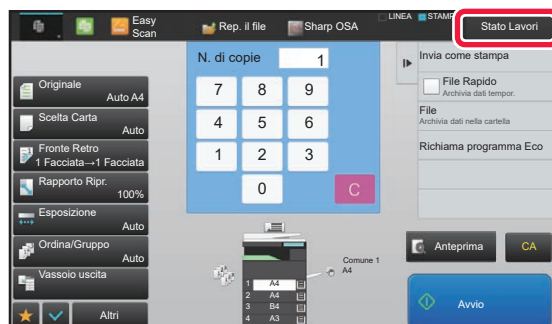 Easy
Scan
Rep. il file
Sharp OSA
LINEA
STAMP
Stato Lavori
Originale
Auto A4
Scelta Carta
Auto
Fronte Retro
1 Facciata→1 Facciata
Rapporto Ripr.
100%
Esposizione
Auto
Ordina/Gruppo
Auto
Vassoio uscita
Altri
N. di copie
1
7 8 9
4 5 6
1 2 3
0 C
1 A4
2 A4
3 B4
4 A3
Comune 1
A4
Invia come stampa
File Rapido
Archivia dati tempor.
File
Archivia dati nella cartella
Richiama programma Eco
Anteprima
CA
Avvio